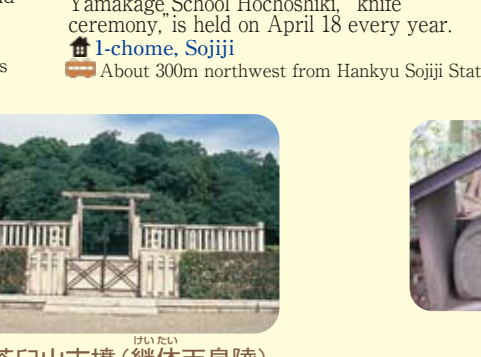 Yamakage School Hochoshiki, "knife
ceremony," is held on April 18 every year.
1-chome, Sojiji
s
About 300m northwest from Hankyu Sojiji Stat
けいたい
茶臼山古墳(継体天皇陵)